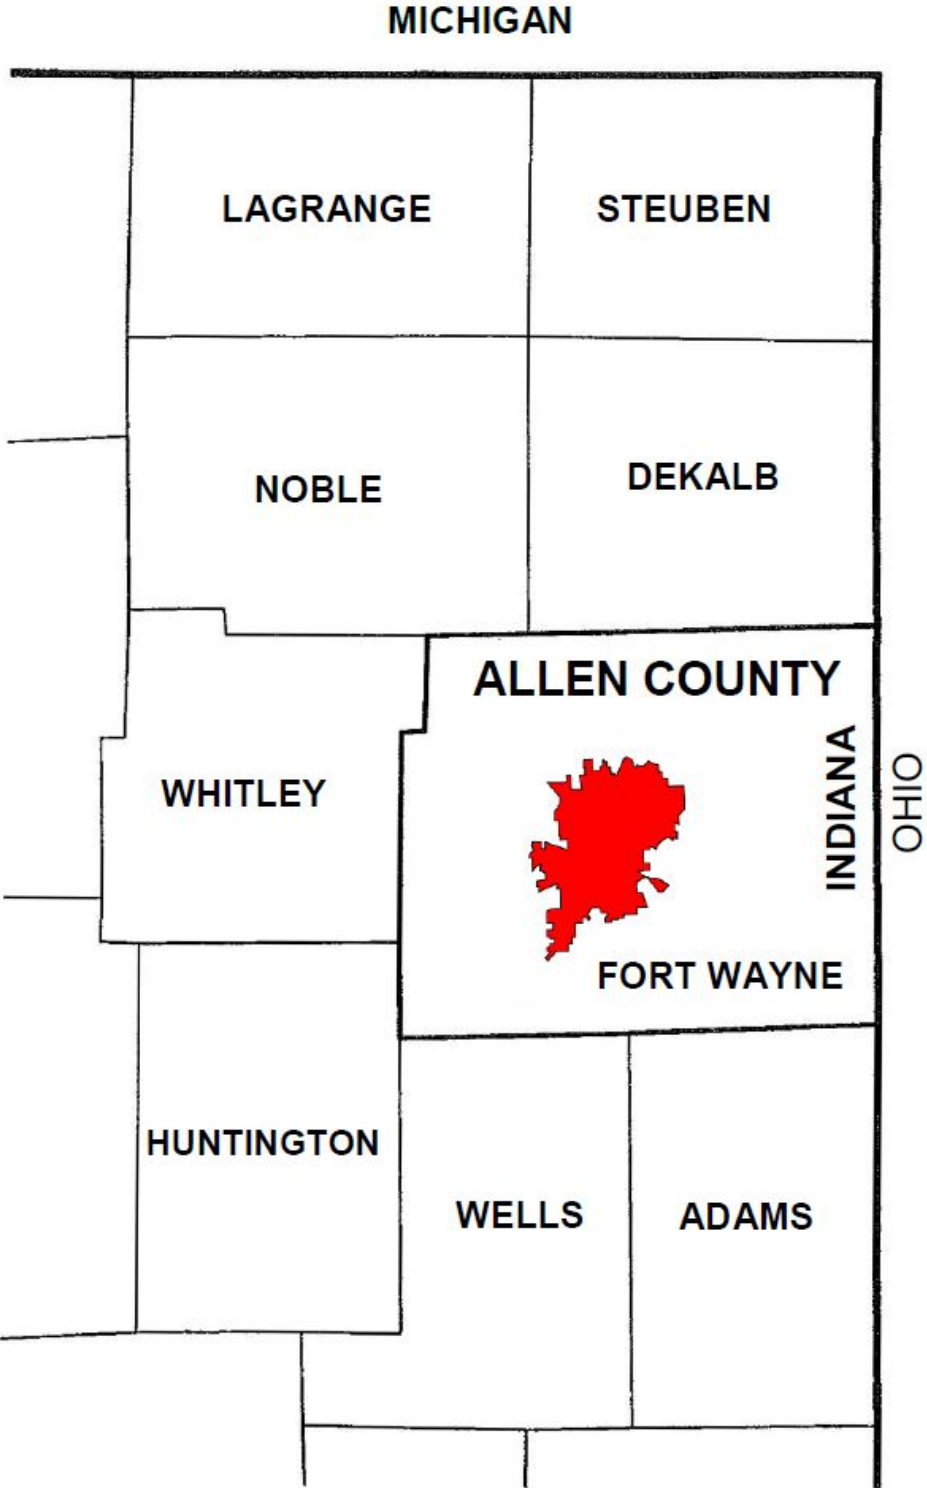 MICHIGAN
LAGRANGE
STEUBEN
NOBLE
DEKALB
ALLEN COUNTY
WHITLEY
INDIANA
OHIO
FORT WAYNE
HUNTINGTON
WELLS
ADAMS